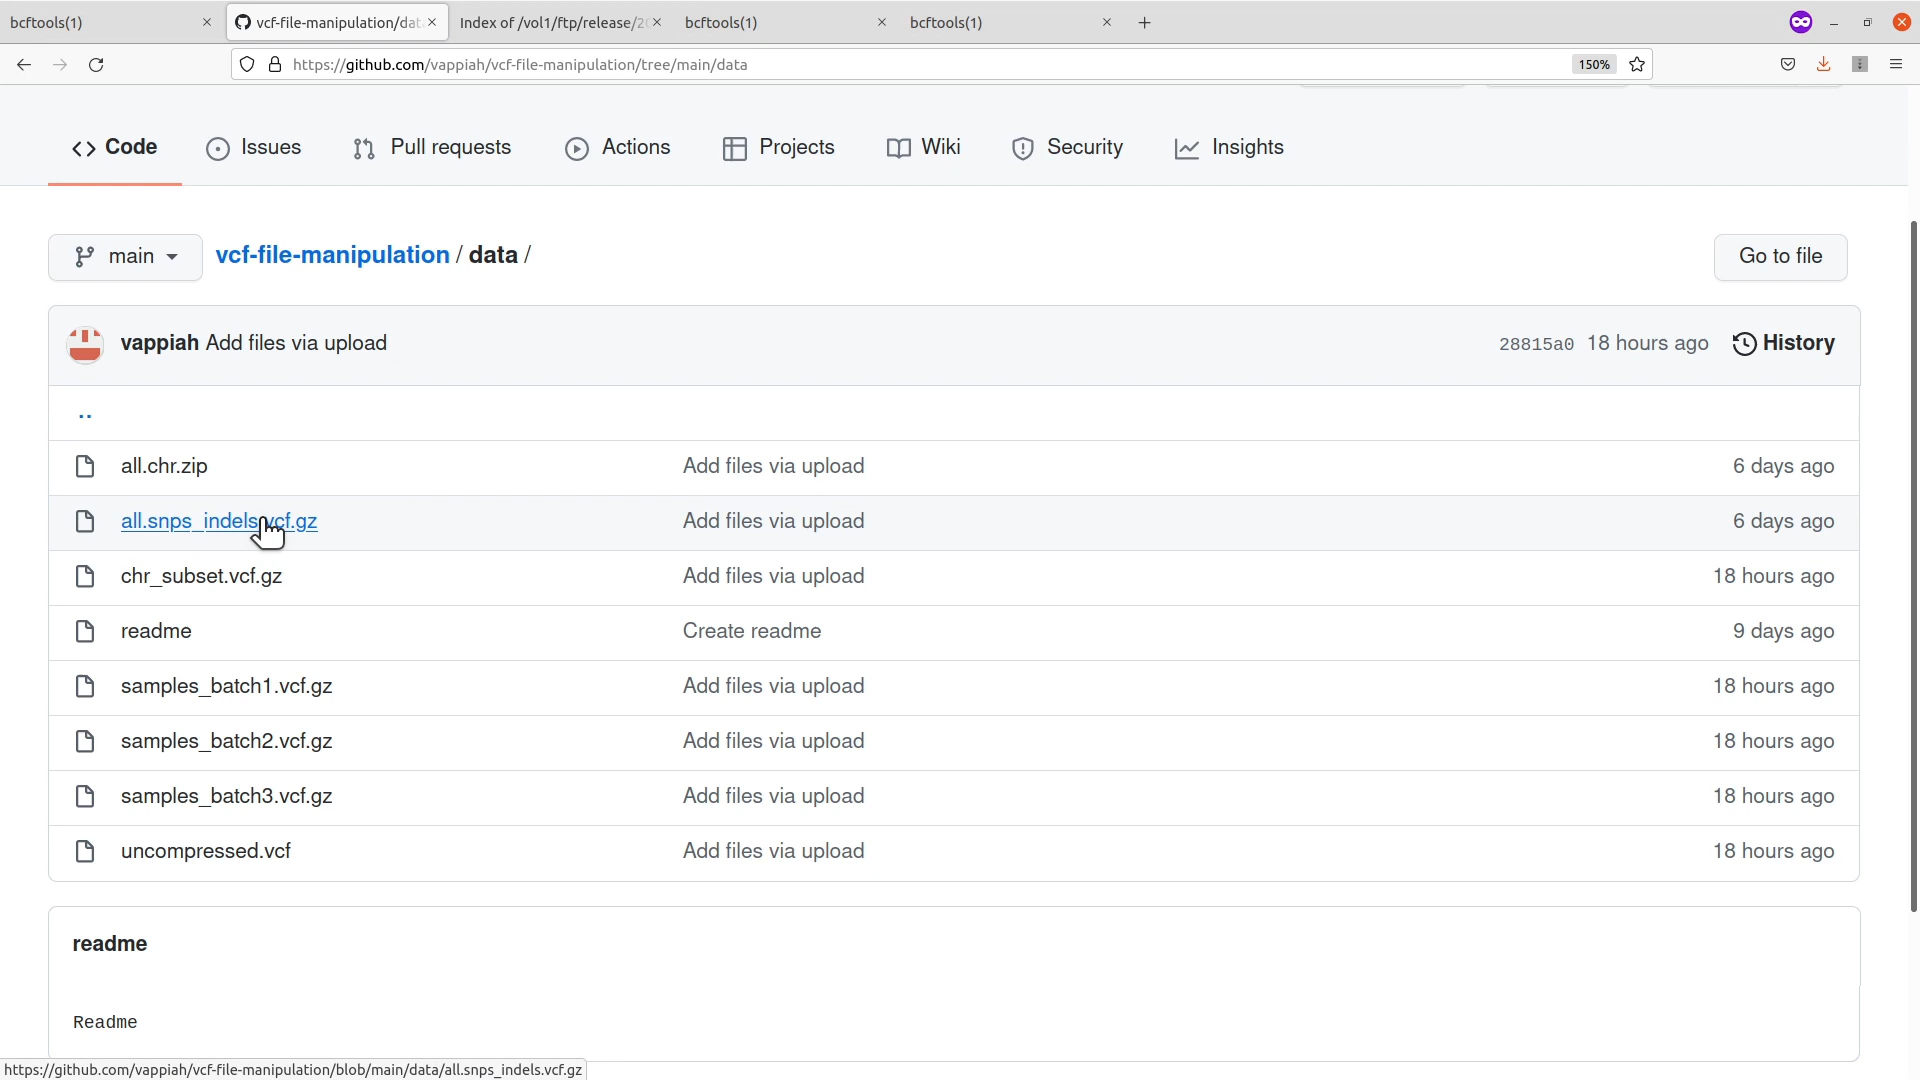 bcftools(1)
vcf-file-manipulation/dat
Index of /vol1/ftp/release/20
bcftools(1)
bcftools(1)
https://github.com/vappiah/vcf-file-manipulation/tree/main/data
150%
Code
Issues
Pull requests
Actions
Projects
Wiki
Security
Insights
main
vcf-file-manipulation / data /
Go to file
vappiah Add files via upload
28815a0 18 hours ago
History
..
all.chr.zip Add files via upload 6 days ago
all.snps_indels.vcf.gz Add files via upload 6 days ago
chr_subset.vcf.gz Add files via upload 18 hours ago
readme Create readme 9 days ago
samples_batch1.vcf.gz Add files via upload 18 hours ago
samples_batch2.vcf.gz Add files via upload 18 hours ago
samples_batch3.vcf.gz Add files via upload 18 hours ago
uncompressed.vcf Add files via upload 18 hours ago
readme
Readme
https://github.com/vappiah/vcf-file-manipulation/blob/main/data/all.snps_indels.vcf.gz